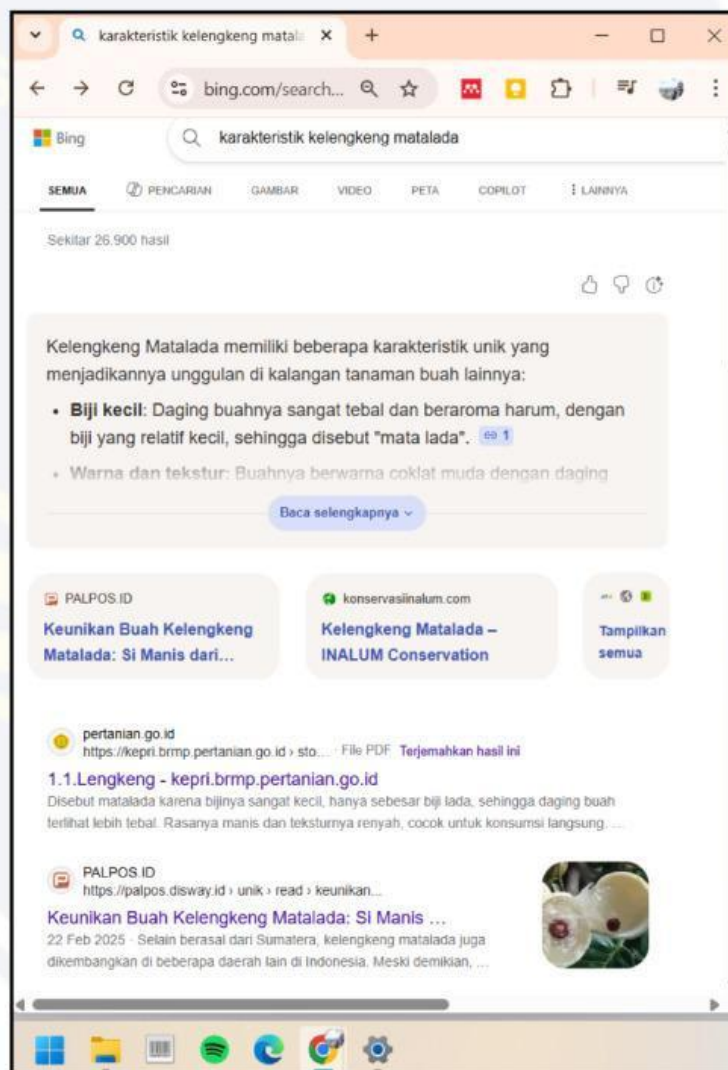 karakteristik kelengkeng matala
bing.com/search...
Bing
karakteristik kelengkeng matalada
SEMUA PENCARIAN GAMBAR VIDEO PETA COPILOT LAINNYA
Sekitar 26.900 hasil
Kelengkeng Matalada memiliki beberapa karakteristik unik yang
menjadikannya unggulan di kalangan tanaman buah lainnya:
• Biji kecil: Daging buahnya sangat tebal dan beraroma harum, dengan
biji yang relatif kecil, sehingga disebut "mata lada". 1
• Warna dan tekstur: Buahnya berwarna coklat muda dengan daging
Baca selengkapnya
PALPOS.ID
Keunikan Buah Kelengkeng
Matalada: Si Manis dari...
konservasiinalum.com
Kelengkeng Matalada –
INALUM Conservation
Tampilkan
semua
pertanian.go.id
https://kepri.brmp.pertanian.go.id › sto... · File PDF Terjemahkan hasil ini
1.1.Lengkeng - kepri.brmp.pertanian.go.id
Disebut matalada karena bijinya sangat kecil, hanya sebesar biji lada, sehingga daging buah
terlihat lebih tebal. Rasanya manis dan teksturnya renyah, cocok untuk konsumsi langsung. ...
PALPOS.ID
https://palpos.disway.id › unik › read › keunikan...
Keunikan Buah Kelengkeng Matalada: Si Manis ...
22 Feb 2025 · Selain berasal dari Sumatera, kelengkeng matalada juga
dikembangkan di beberapa daerah lain di Indonesia. Meski demikian, ...